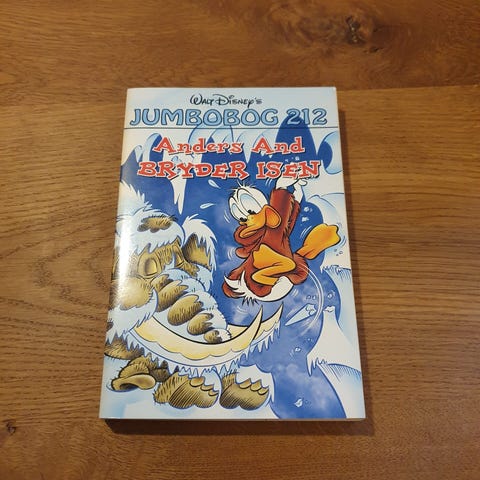 Walt Disney's
JUMBOBOG 212
Anders And
BRYDER ISEN